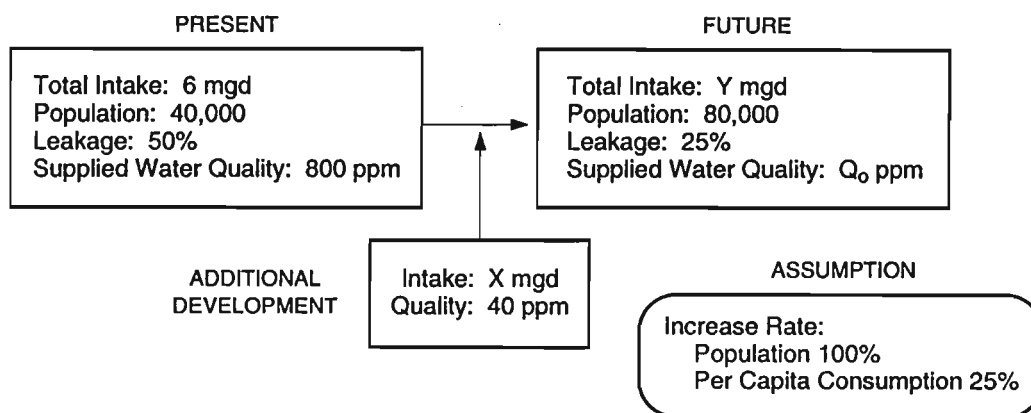 PRESENT
Total Intake: 6 mgd
Population: 40,000
Leakage: 50%
Supplied Water Quality: 800 ppm
FUTURE
Total Intake: Y mgd
Population: 80,000
Leakage: 25%
Supplied Water Quality: Qo ppm
ADDITIONAL
DEVELOPMENT
Intake: X mgd
Quality: 40 ppm
ASSUMPTION
Increase Rate:
Population 100%
Per Capita Consumption 25%